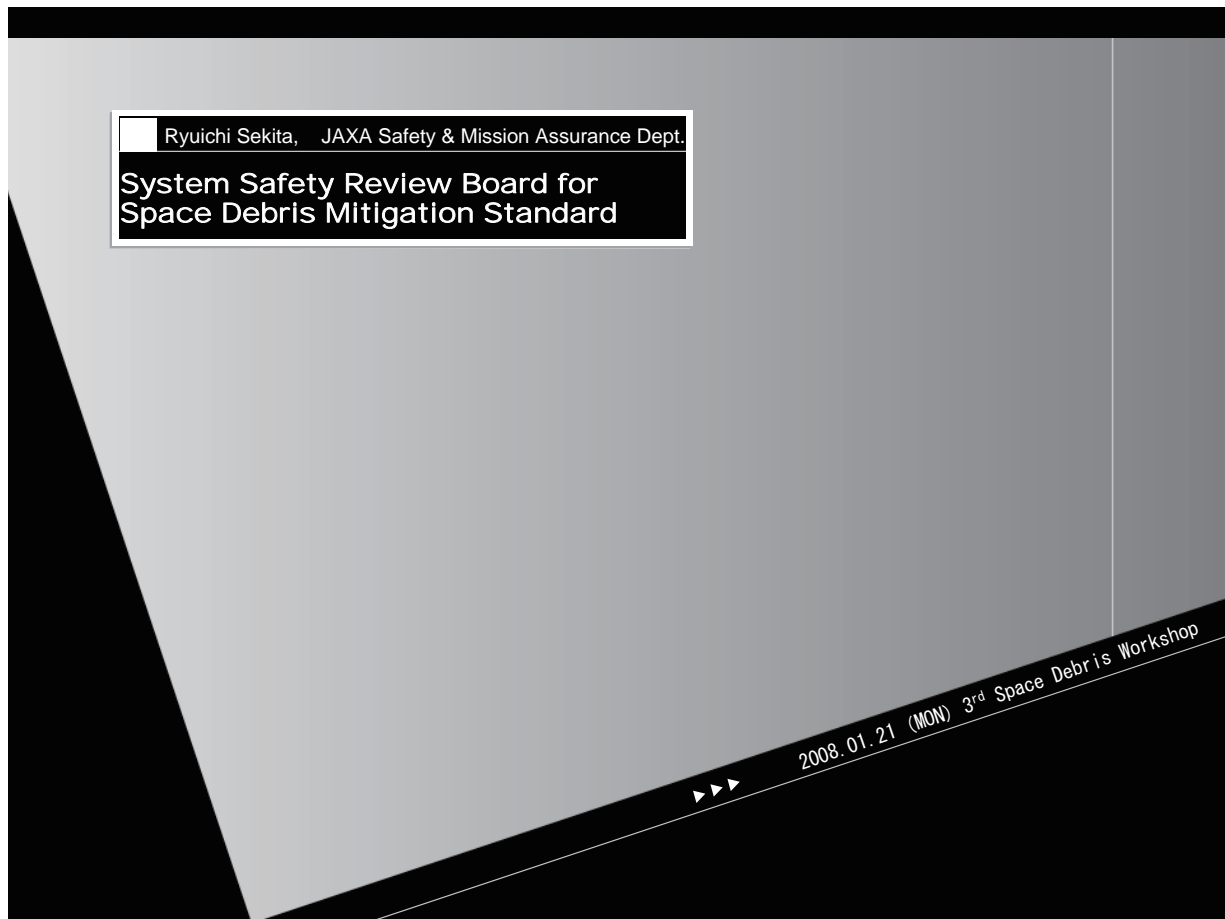 Ryuichi Sekita, JAXA Safety & Mission Assurance Dept.
System Safety Review Board for
Space Debris Mitigation Standard
▶▶▶ 2008.01.21 (MON) 3rd Space Debris Workshop